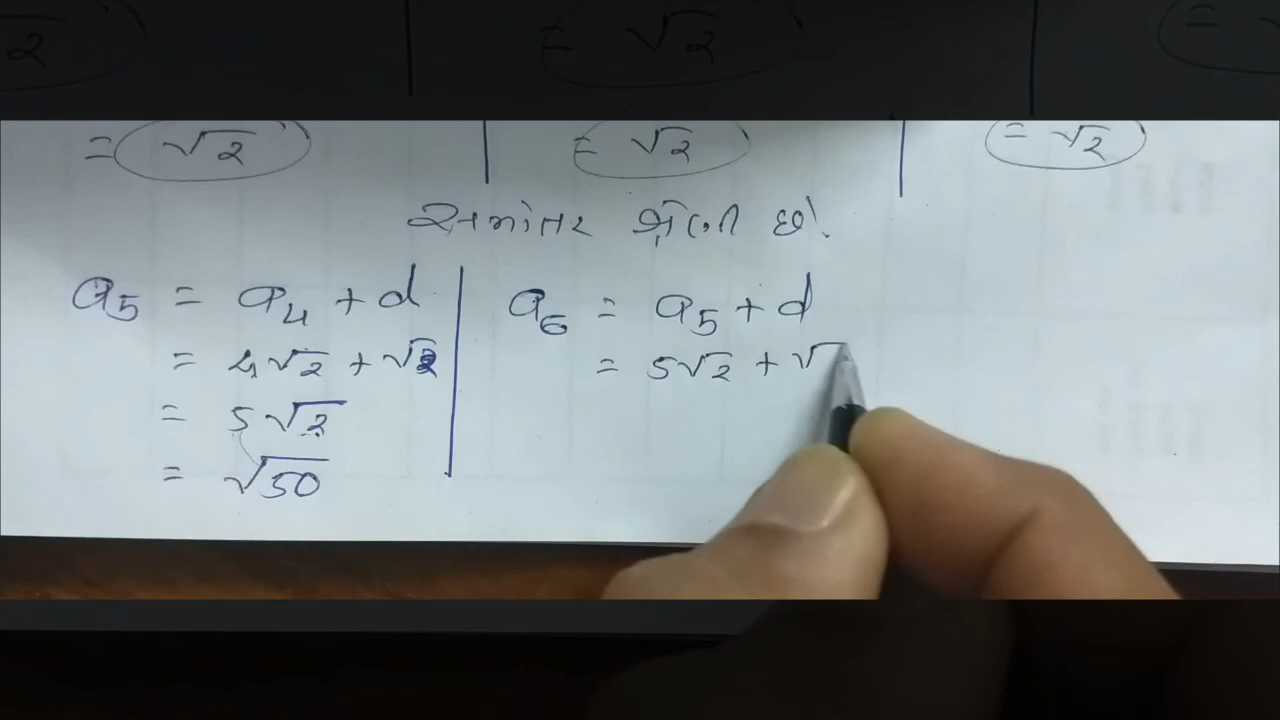 = √2 = √2 = √2
સમાંતર શ્રેણી છે.
a₅ = a₄ + d
= 4√2 + √2
= 5√2
= √50
a₆ = a₅ + d
= 5√2 + √